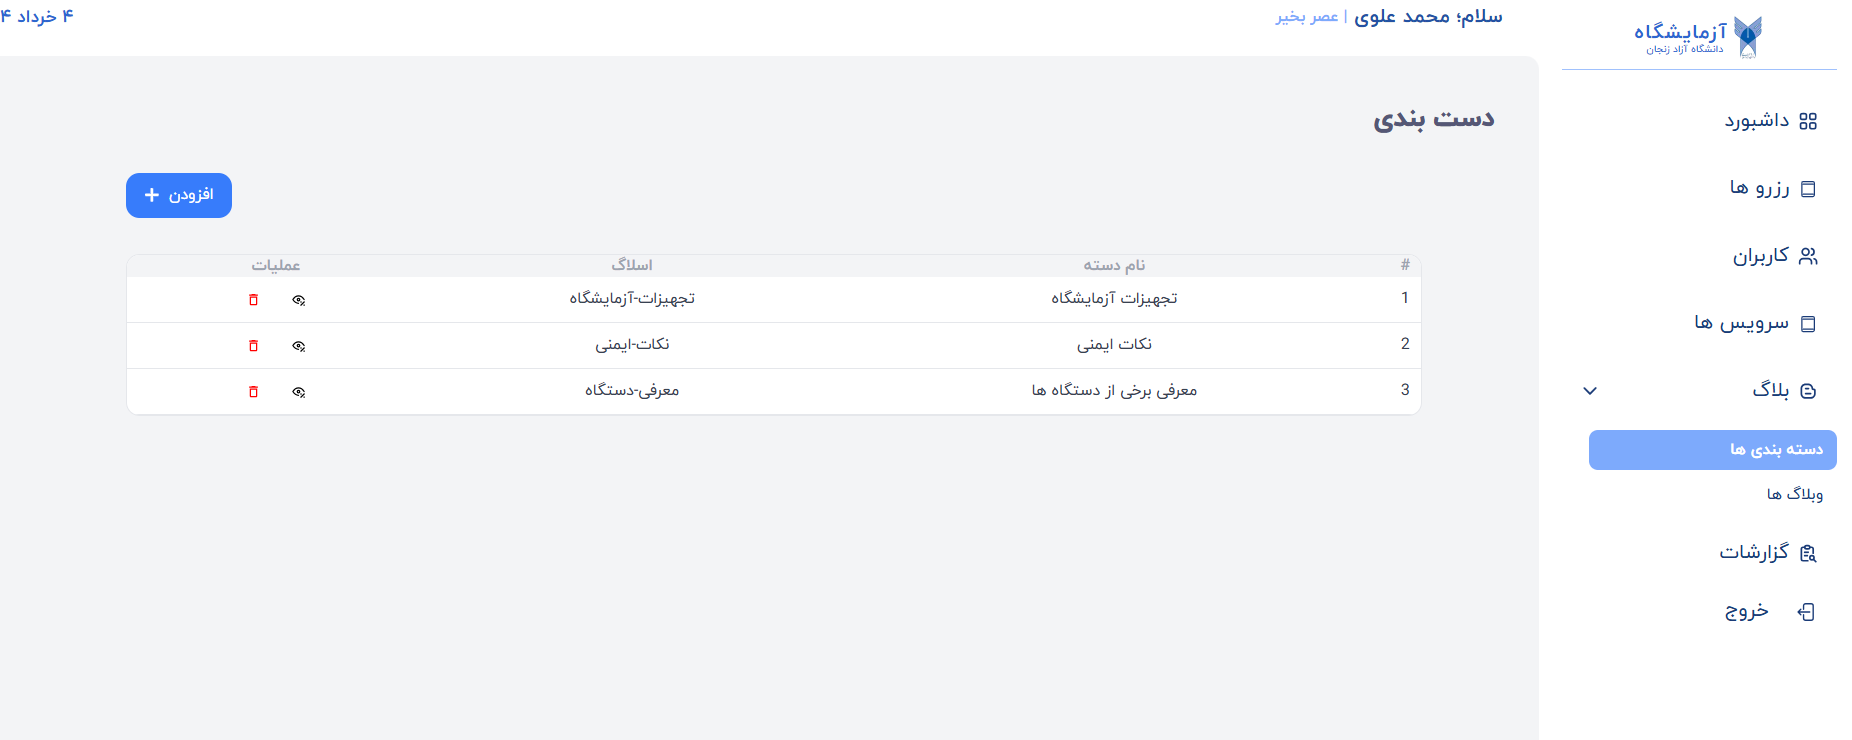 آزمایشگاه
دانشگاه آزاد زنجان
سلام؛ محمد علوی | عصر بخیر
۴ خرداد ۴
داشبورد
رزرو ها
کاربران
سرویس ها
بلاگ
دسته بندی ها
وبلاگ ها
گزارشات
خروج
دست بندی
افزودن +
# نام دسته اسلاگ عملیات
1 تجهیزات آزمایشگاه تجهیزات-آزمایشگاه
2 نکات ایمنی نکات-ایمنی
3 معرفی برخی از دستگاه ها معرفی-دستگاه